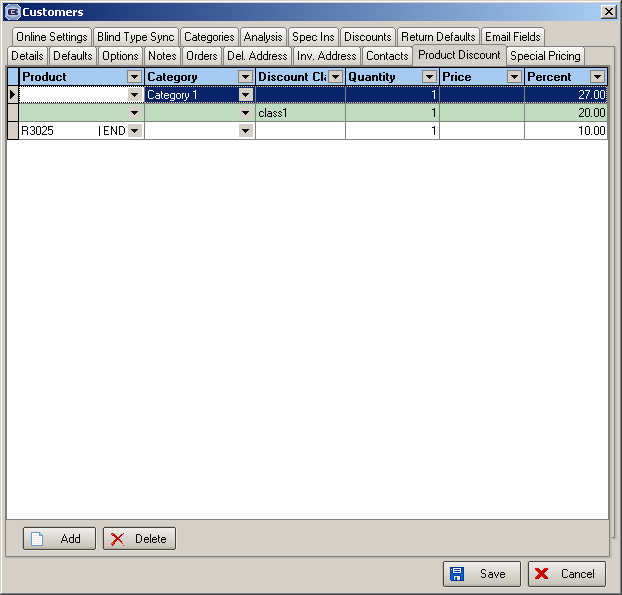 Customers
Online Settings Blind Type Sync Categories Analysis Spec Ins Discounts Return Defaults Email Fields
Details Defaults Options Notes Orders Del. Address Inv. Address Contacts Product Discount Special Pricing
Product Category Discount Cla Quantity Price Percent
Category 1 1 27.00
class1 1 20.00
R3025 | END 1 10.00
Add Delete
Save Cancel